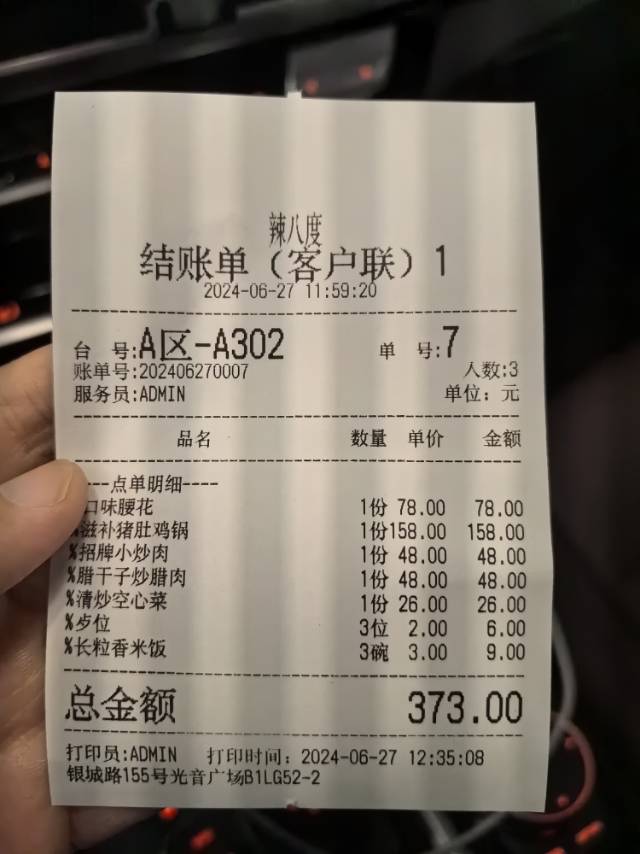 辣八度
结账单（客户联）1
2024-06-27 11:59:20
台 号:A区-A302 单 号:7
账单号:202406270007 人数:3
服务员:ADMIN 单位：元
品名 数量 单价 金额
----点单明细----
口味腰花 1份 78.00 78.00
%滋补猪肚鸡锅 1份158.00 158.00
%招牌小炒肉 1份 48.00 48.00
%腊干子炒腊肉 1份 48.00 48.00
%清炒空心菜 1份 26.00 26.00
%歺位 3位 2.00 6.00
%长粒香米饭 3碗 3.00 9.00
总金额 373.00
打印员:ADMIN 打印时间：2024-06-27 12:35:08
银城路155号光音广场B1LG52-2